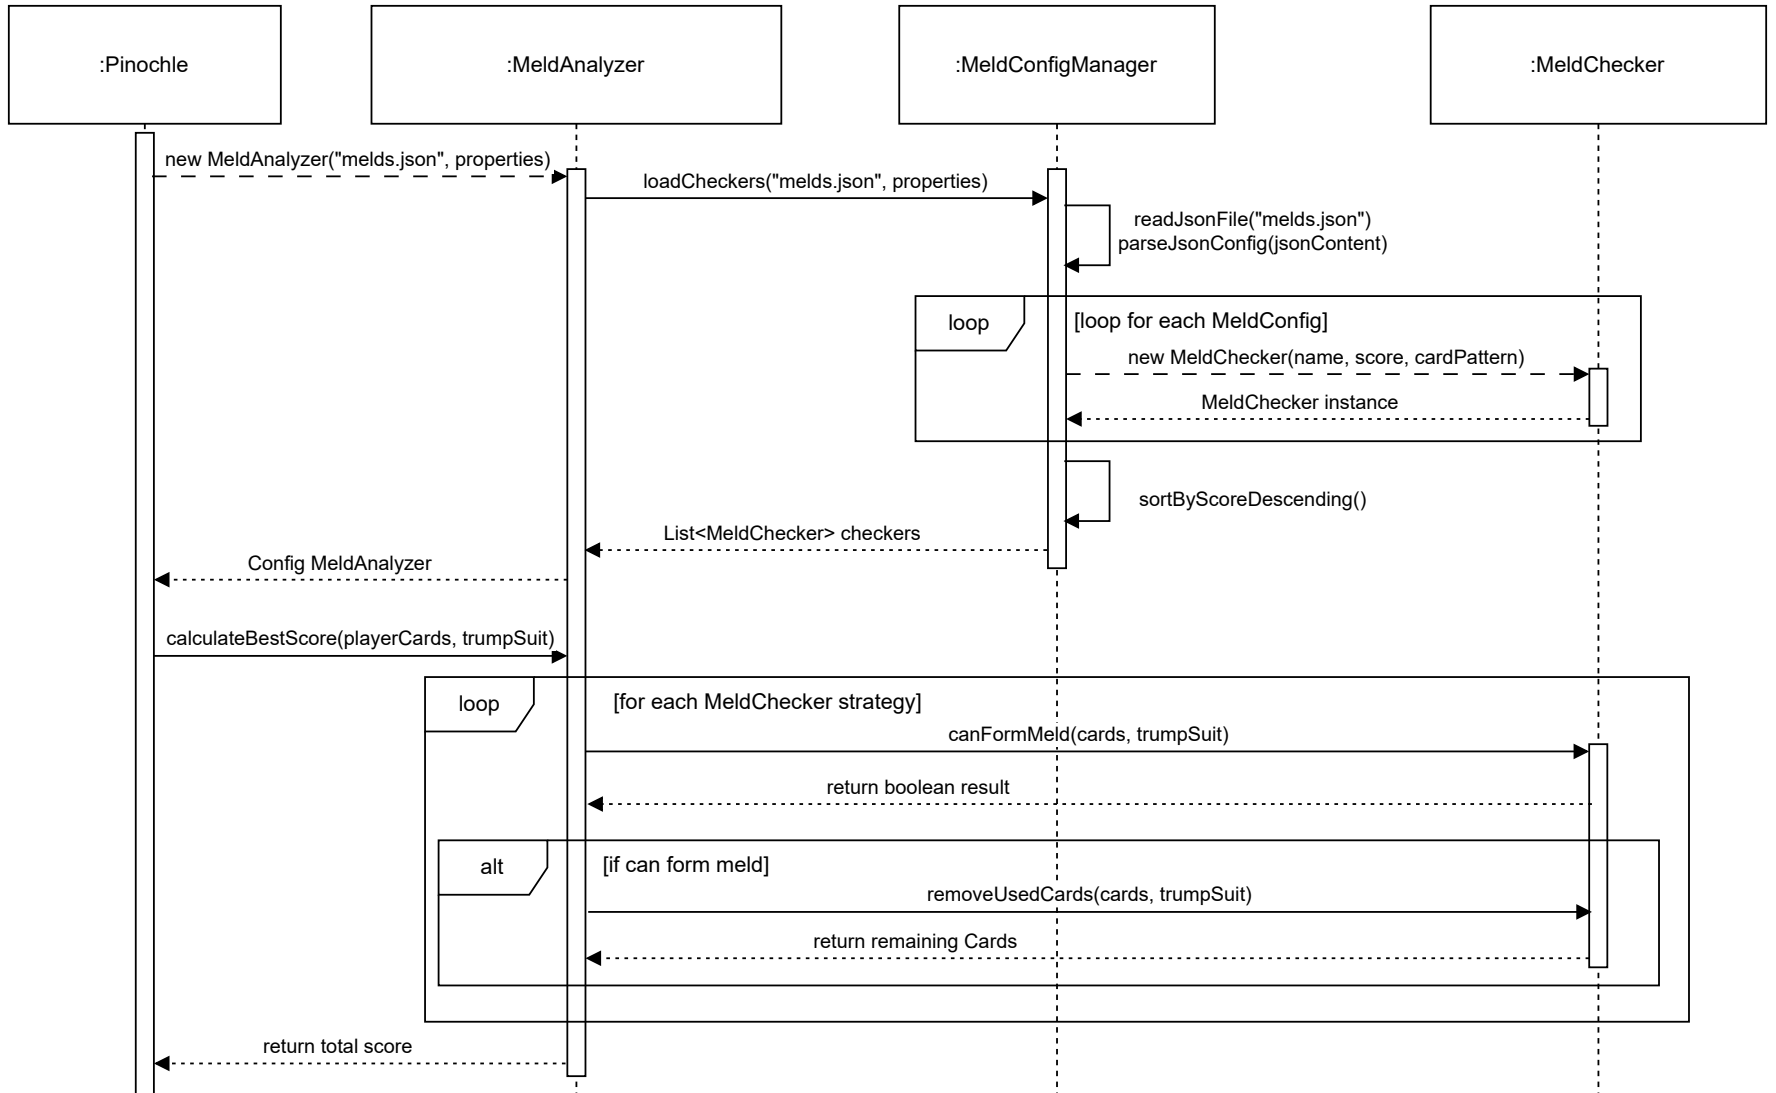 :Pinochle
:MeldAnalyzer
:MeldConfigManager
:MeldChecker
new MeldAnalyzer("melds.json", properties)
loadCheckers("melds.json", properties)
readJsonFile("melds.json")
parseJsonConfig(jsonContent)
loop
[loop for each MeldConfig]
new MeldChecker(name, score, cardPattern)
MeldChecker instance
sortByScoreDescending()
List<MeldChecker> checkers
Config MeldAnalyzer
calculateBestScore(playerCards, trumpSuit)
loop
[for each MeldChecker strategy]
canFormMeld(cards, trumpSuit)
return boolean result
alt
[if can form meld]
removeUsedCards(cards, trumpSuit)
return remaining Cards
return total score